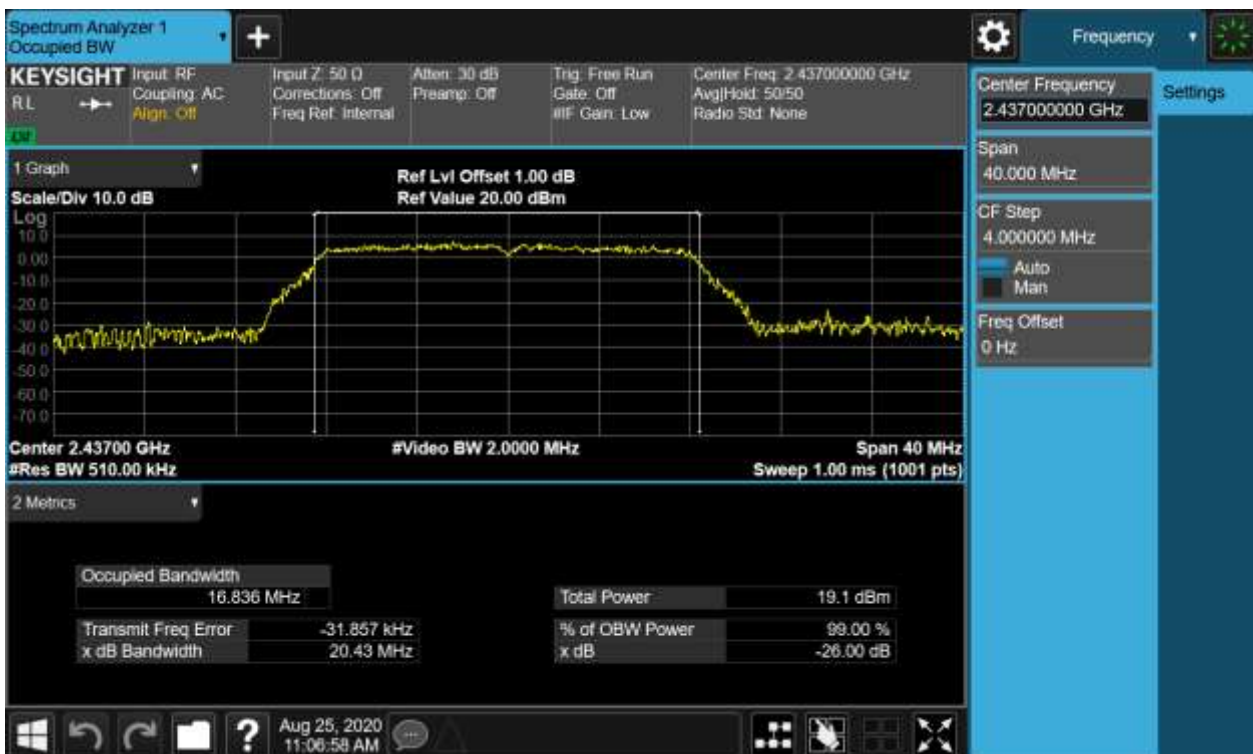 Spectrum Analyzer 1
Occupied BW
Frequency
KEYSIGHT
Input: RF
Input Z: 50 Ω
Atten: 30 dB
Trig: Free Run
Center Freq: 2.437000000 GHz
RL
Coupling: AC
Corrections: Off
Preamp: Off
Gate: Off
Avg|Hold: 50/50
Align: Off
Freq Ref: Internal
#IF Gain: Low
Radio Std: None
Center Frequency
2.437000000 GHz
Settings
Span
40.000 MHz
CF Step
4.000000 MHz
Auto
Man
Freq Offset
0 Hz
1 Graph
Ref Lvl Offset 1.00 dB
Scale/Div 10.0 dB
Ref Value 20.00 dBm
Log
10.0
0.00
-10.0
-20.0
-30.0
-40.0
-50.0
-60.0
-70.0
Center 2.43700 GHz
#Video BW 2.0000 MHz
Span 40 MHz
#Res BW 510.00 kHz
Sweep 1.00 ms (1001 pts)
2 Metrics
Occupied Bandwidth
16.836 MHz
Total Power
19.1 dBm
Transmit Freq Error
-31.857 kHz
% of OBW Power
99.00 %
x dB Bandwidth
20.43 MHz
x dB
-26.00 dB
?
Aug 25, 2020
11:06:58 AM